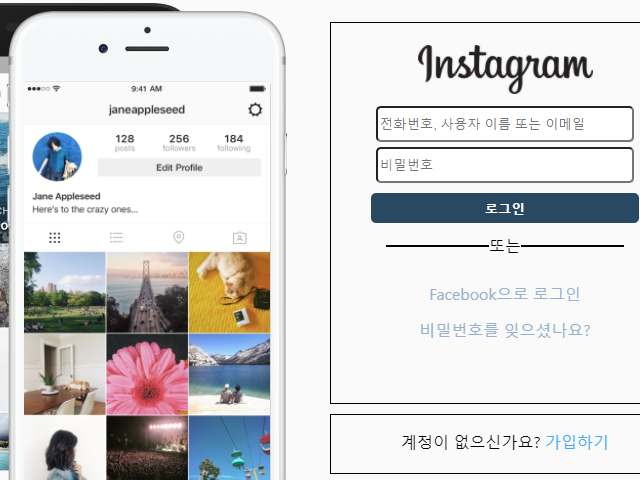 9:41 AM
janeappleseed
128 256 184
posts followers following
Edit Profile
Jane Appleseed
Here's to the crazy ones...
Instagram
전화번호, 사용자 이름 또는 이메일
비밀번호
로그인
또는
Facebook으로 로그인
비밀번호를 잊으셨나요?
계정이 없으신가요? 가입하기